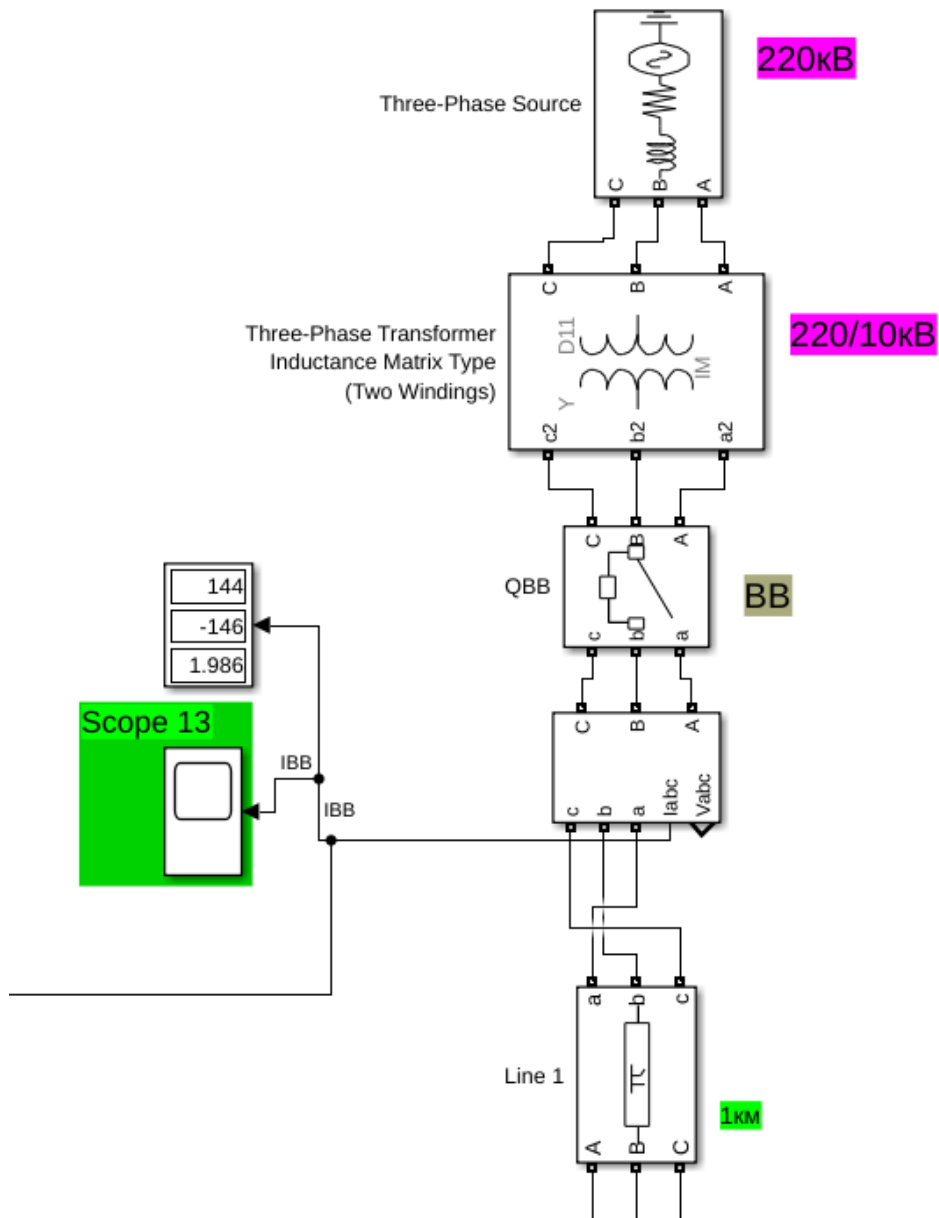 220кВ
Three-Phase Source
C B A
C B A
Three-Phase Transformer
Inductance Matrix Type
(Two Windings)
D11
Y
IM
220/10кВ
c2 b2 a2
C B A
QBB
BB
c b a
144
-146
1.986
Scope 13
C B A
IBB
IBB
c b a Iabc Vabc
a b c
Line 1
1км
A B C